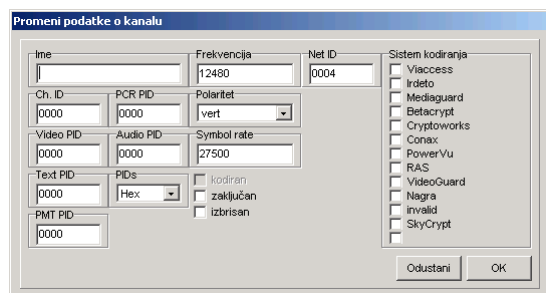 Promeni podatke o kanalu
Ime
Frekvencija
12480
Net ID
0004
Ch. ID
0000
PCR PID
0000
Polaritet
vert
Video PID
0000
Audio PID
0000
Symbol rate
27500
Text PID
0000
PIDs
Hex
kodiran
zaključan
izbrisan
PMT PID
0000
Sistem kodiranja
Viaccess
Irdeto
Mediaguard
Betacrypt
Cryptoworks
Conax
PowerVu
RAS
VideoGuard
Nagra
invalid
SkyCrypt
Odustani
OK